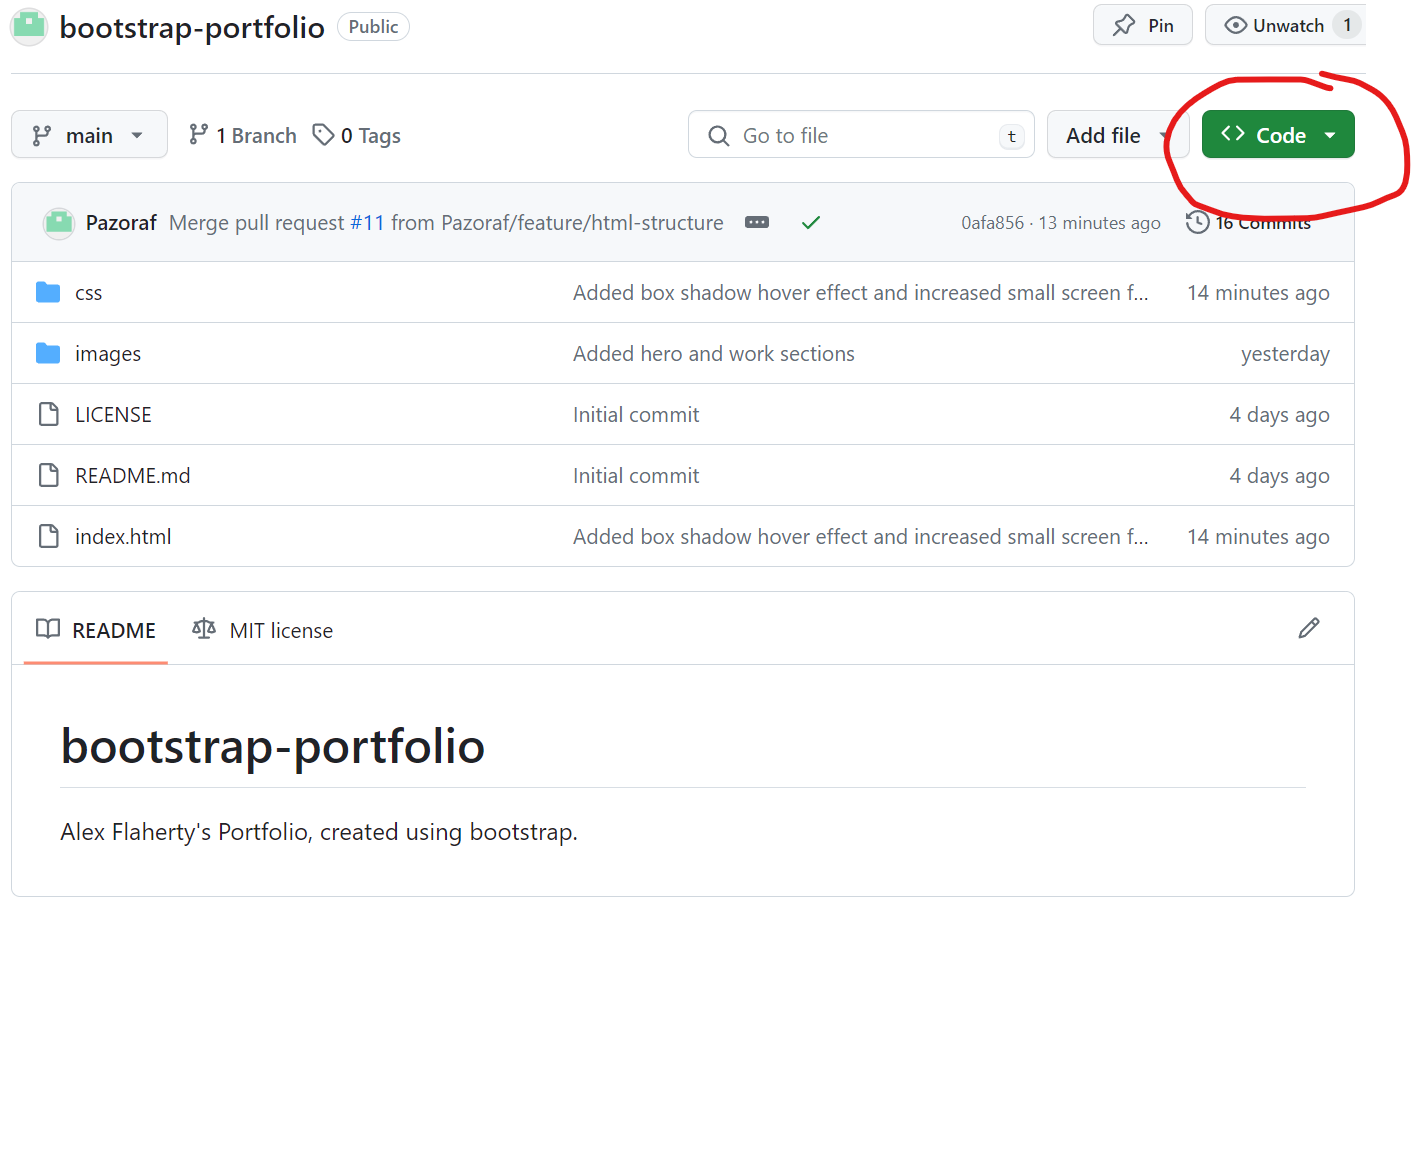 bootstrap-portfolio Public Pin Unwatch 1
main 1 Branch 0 Tags Go to file t Add file <> Code
Pazoraf Merge pull request #11 from Pazoraf/feature/html-structure 0afa856 · 13 minutes ago 16 Commits
css Added box shadow hover effect and increased small screen f... 14 minutes ago
images Added hero and work sections yesterday
LICENSE Initial commit 4 days ago
README.md Initial commit 4 days ago
index.html Added box shadow hover effect and increased small screen f... 14 minutes ago
README MIT license
bootstrap-portfolio
Alex Flaherty's Portfolio, created using bootstrap.